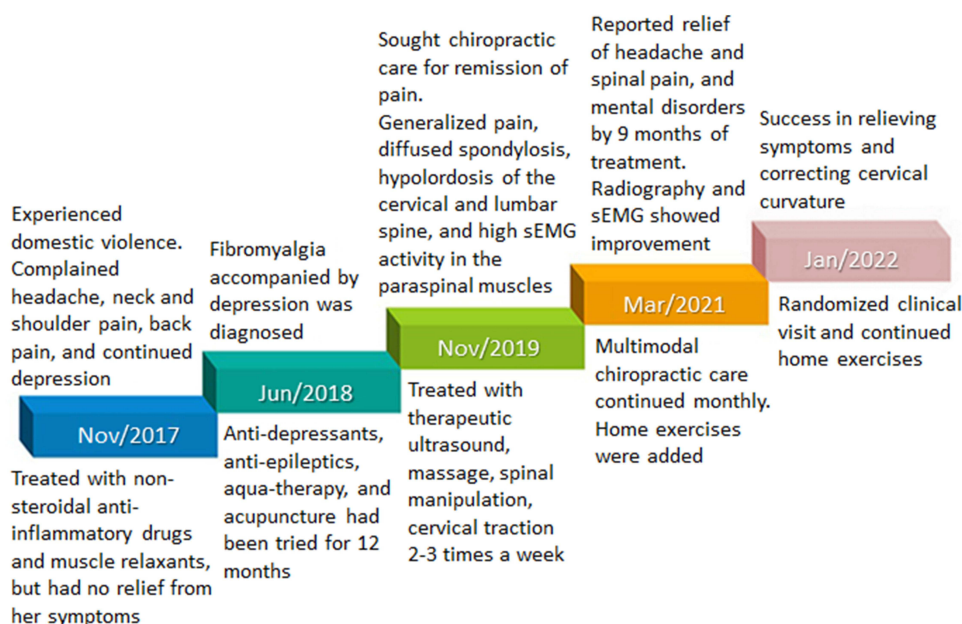 Experienced
domestic violence.
Complained
headache, neck and
shoulder pain, back
pain, and continued
depression
Nov/2017
Treated with non-
steroidal anti-
inflammatory drugs
and muscle relaxants,
but had no relief from
her symptoms
Fibromyalgia
accompanied by
depression was
diagnosed
Jun/2018
Anti-depressants,
anti-epileptics,
aqua-therapy, and
acupuncture had
been tried for 12
months
Sought chiropractic
care for remission of
pain.
Generalized pain,
diffused spondylosis,
hypolordosis of the
cervical and lumbar
spine, and high sEMG
activity in the
paraspinal muscles
Nov/2019
Treated with
therapeutic
ultrasound,
massage, spinal
manipulation,
cervical traction
2-3 times a week
Reported relief
of headache and
spinal pain, and
mental disorders
by 9 months of
treatment.
Radiography and
sEMG showed
improvement
Mar/2021
Multimodal
chiropractic care
continued monthly.
Home exercises
were added
Success in relieving
symptoms and
correcting cervical
curvature
Jan/2022
Randomized clinical
visit and continued
home exercises